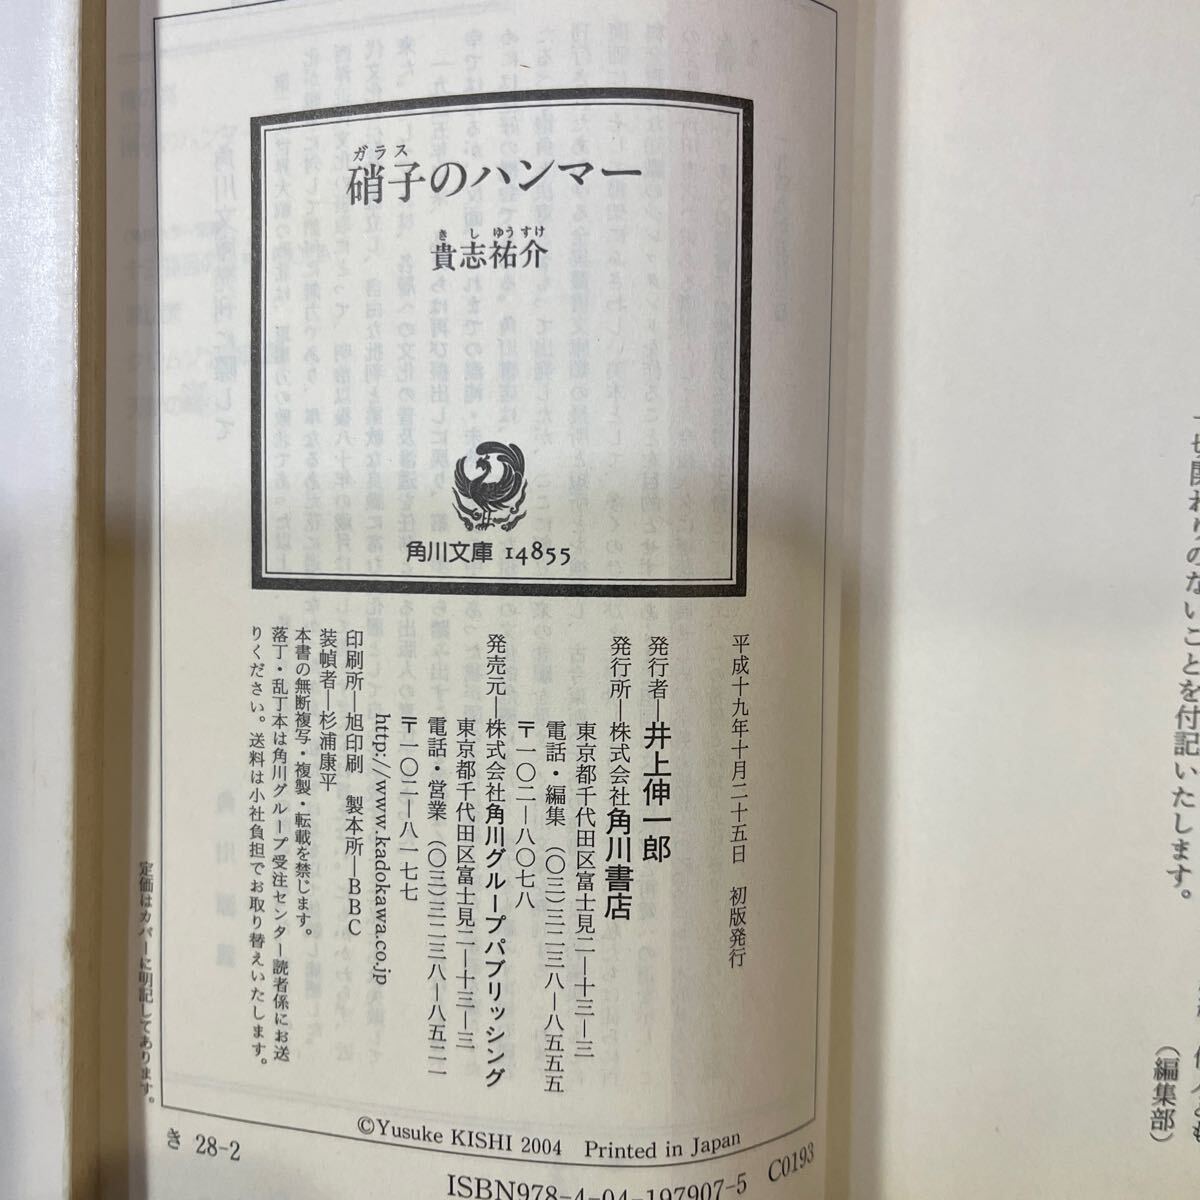 硝子のハンマー
ガラス
貴志祐介
きしゆうすけ
角川文庫 14855
平成十九年十月二十五日 初版発行
発行者―井上伸一郎
発行所―株式会社角川書店
東京都千代田区富士見二―十三―三
電話・編集 (〇三)三二三八―八五五五
〒一〇二―八〇七八
発売元―株式会社角川グループパブリッシング
東京都千代田区富士見二―十三―三
電話・営業 (〇三)三二三八―八五二一
〒一〇二―八一七七
http://www.kadokawa.co.jp
印刷所―旭印刷 製本所―BBC
装幀者―杉浦康平
本書の無断複写・複製・転載を禁じます。
落丁・乱丁本は角川グループ受注センター読者係にお送
りください。送料は小社負担でお取り替えいたします。
定価はカバーに明記してあります。
©Yusuke KISHI 2004 Printed in Japan
き 28-2
ISBN978-4-04-197907-5 C0193
一切関わりのないことを付記いたします。
(編集部)